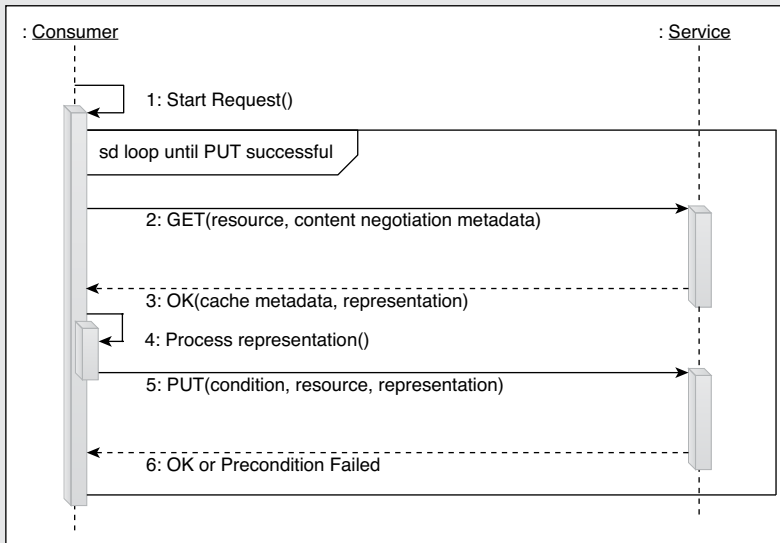 : Consumer
: Service
1: Start Request()
sd loop until PUT successful
2: GET(resource, content negotiation metadata)
3: OK(cache metadata, representation)
4: Process representation()
5: PUT(condition, resource, representation)
6: OK or Precondition Failed